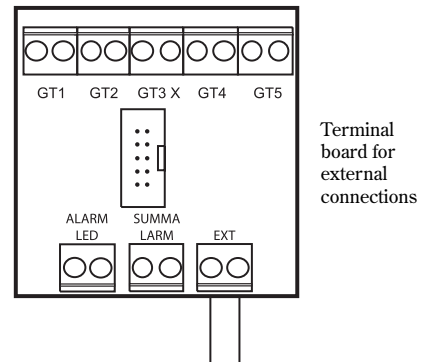 GT1 GT2 GT3 X GT4 GT5
Terminal
board for
external
connections
ALARM
LED
SUMMA
LARM
EXT